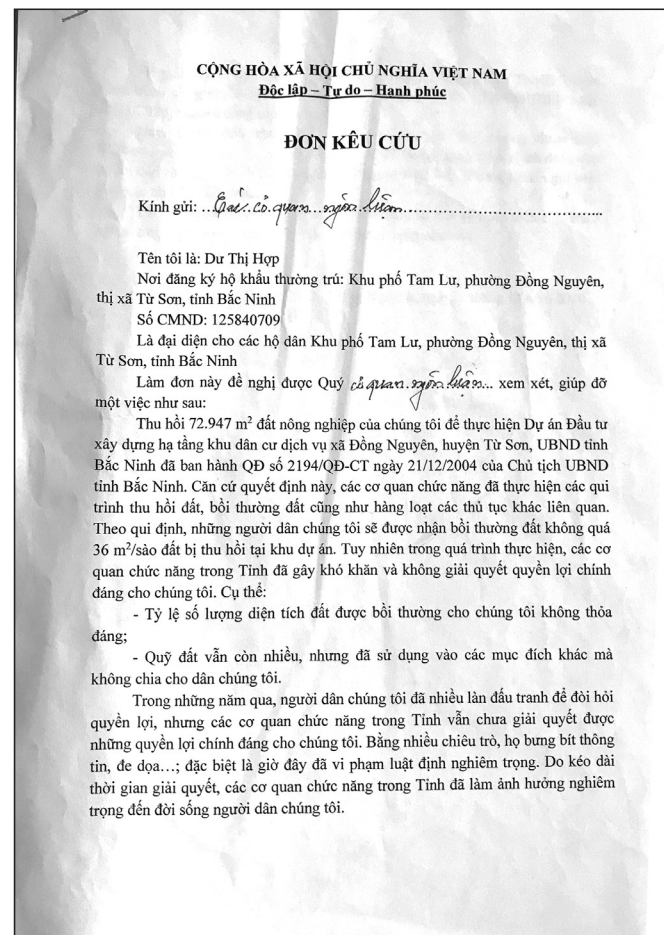 CỘNG HÒA XÃ HỘI CHỦ NGHĨA VIỆT NAM
Độc lập – Tự do – Hanh phúc
ĐƠN KÊU CỨU
Kính gửi: ...Các cơ quan ngôn luận...
Tên tôi là: Dư Thị Hợp
Nơi đăng ký hộ khẩu thường trú: Khu phố Tam Lư, phường Đồng Nguyên,
thị xã Từ Sơn, tỉnh Bắc Ninh
Số CMND: 125840709
Là đại diện cho các hộ dân Khu phố Tam Lư, phường Đồng Nguyên, thị xã
Từ Sơn, tỉnh Bắc Ninh
Làm đơn này đề nghị được Quý cơ quan ngôn luận... xem xét, giúp đỡ
một việc như sau:
Thu hồi 72.947 m² đất nông nghiệp của chúng tôi để thực hiện Dự án Đầu tư
xây dựng hạ tầng khu dân cư dịch vụ xã Đồng Nguyên, huyện Từ Sơn, UBND tỉnh
Bắc Ninh đã ban hành QĐ số 2194/QĐ-CT ngày 21/12/2004 của Chủ tịch UBND
tỉnh Bắc Ninh. Căn cứ quyết định này, các cơ quan chức năng đã thực hiện các qui
trình thu hồi đất, bồi thường đất cũng như hàng loạt các thủ tục khác liên quan.
Theo qui định, những người dân chúng tôi sẽ được nhận bồi thường đất không quá
36 m²/sào đất bị thu hồi tại khu dự án. Tuy nhiên trong quá trình thực hiện, các cơ
quan chức năng trong Tỉnh đã gây khó khăn và không giải quyết quyền lợi chính
đáng cho chúng tôi. Cụ thể:
- Tỷ lệ số lượng diện tích đất được bồi thường cho chúng tôi không thỏa
đáng;
- Quỹ đất vẫn còn nhiều, nhưng đã sử dụng vào các mục đích khác mà
không chia cho dân chúng tôi.
Trong những năm qua, người dân chúng tôi đã nhiều làn đấu tranh để đòi hỏi
quyền lợi, nhưng các cơ quan chức năng trong Tỉnh vẫn chưa giải quyết được
những quyền lợi chính đáng cho chúng tôi. Bằng nhiều chiêu trò, họ bưng bít thông
tin, đe dọa...; đặc biệt là giờ đây đã vi phạm luật định nghiêm trọng. Do kéo dài
thời gian giải quyết, các cơ quan chức năng trong Tỉnh đã làm ảnh hưởng nghiêm
trọng đến đời sống người dân chúng tôi.